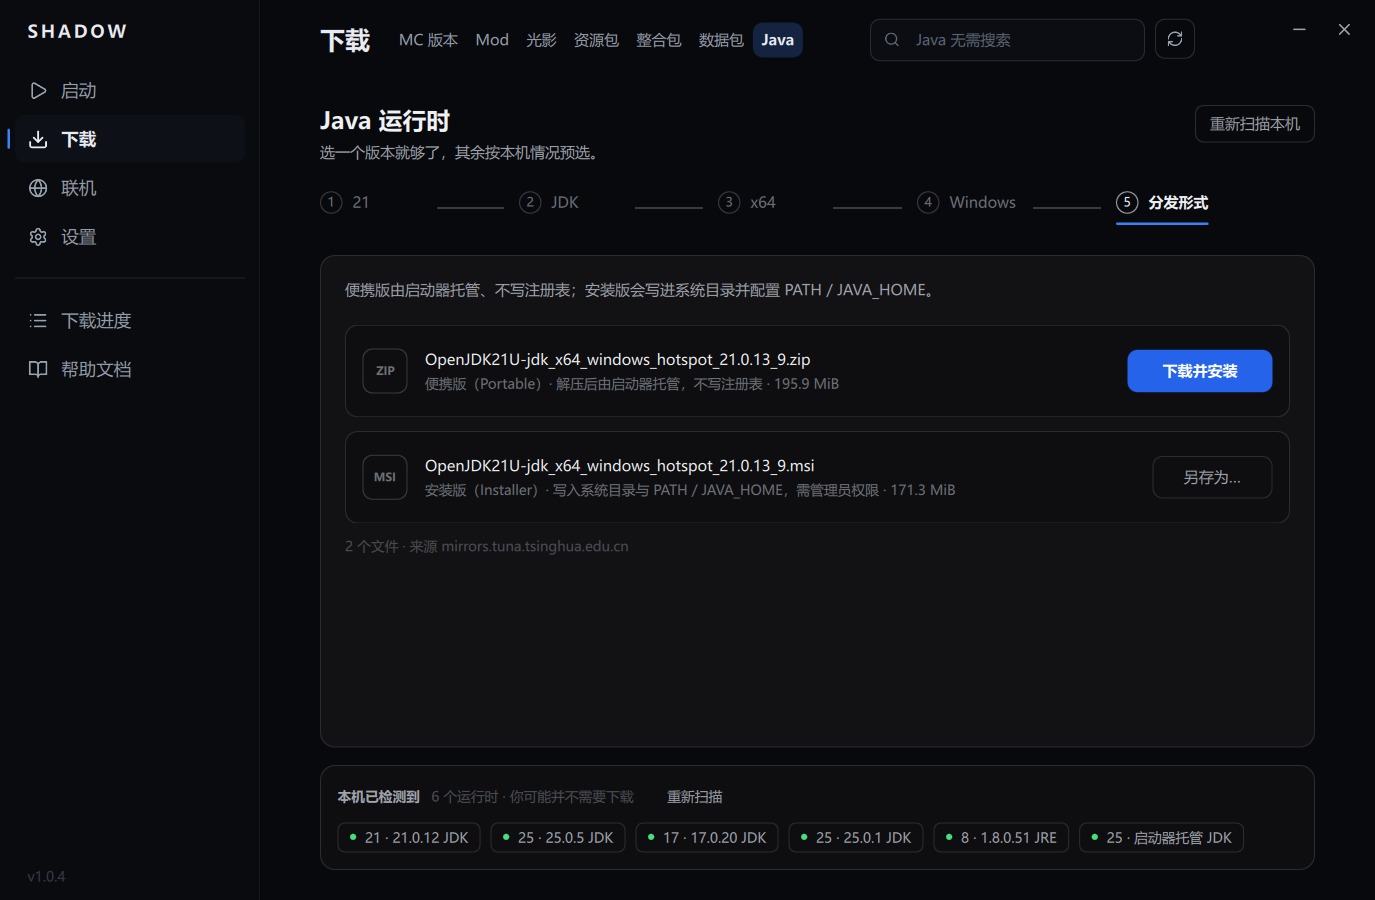 SHADOW
启动
下载
联机
设置
下载进度
帮助文档
v1.0.4
下载 MC 版本 Mod 光影 资源包 整合包 数据包 Java
Java 无需搜索
Java 运行时
重新扫描本机
选一个版本就够了，其余按本机情况预选。
1 21 2 JDK 3 x64 4 Windows 5 分发形式
便携版由启动器托管、不写注册表；安装版会写进系统目录并配置 PATH / JAVA_HOME。
ZIP
OpenJDK21U-jdk_x64_windows_hotspot_21.0.13_9.zip
便携版（Portable）· 解压后由启动器托管，不写注册表 · 195.9 MiB
下载并安装
MSI
OpenJDK21U-jdk_x64_windows_hotspot_21.0.13_9.msi
安装版（Installer）· 写入系统目录与 PATH / JAVA_HOME，需管理员权限 · 171.3 MiB
另存为...
2 个文件 · 来源 mirrors.tuna.tsinghua.edu.cn
本机已检测到 6 个运行时 · 你可能并不需要下载 重新扫描
21 · 21.0.12 JDK 25 · 25.0.5 JDK 17 · 17.0.20 JDK 25 · 25.0.1 JDK 8 · 1.8.0.51 JRE 25 · 启动器托管 JDK